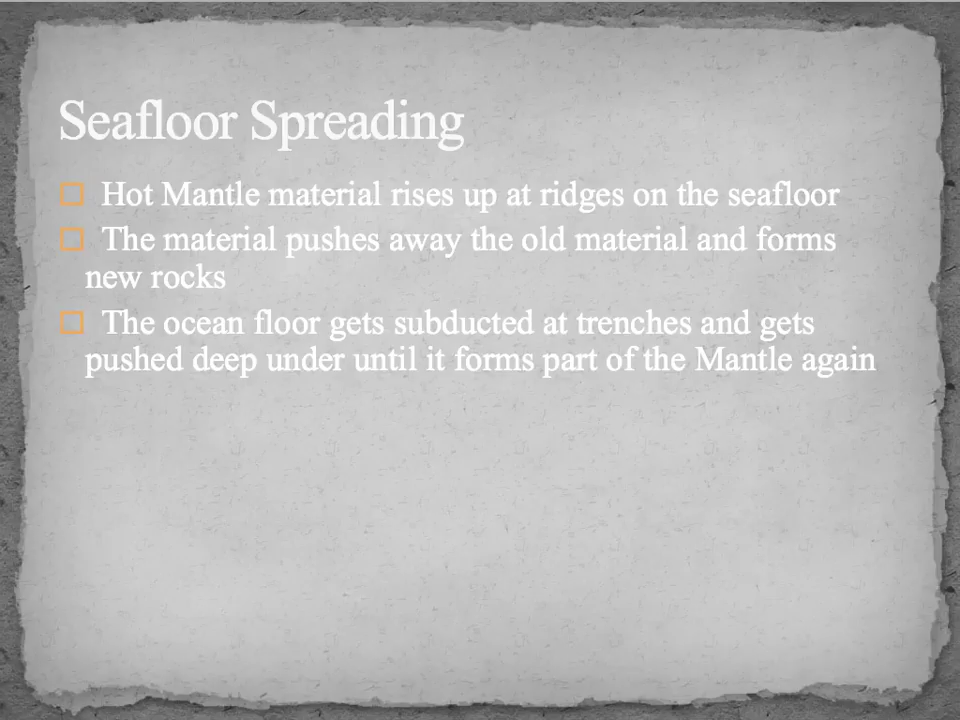 Seafloor Spreading
Hot Mantle material rises up at ridges on the seafloor
The material pushes away the old material and forms
new rocks
The ocean floor gets subducted at trenches and gets
pushed deep under until it forms part of the Mantle again